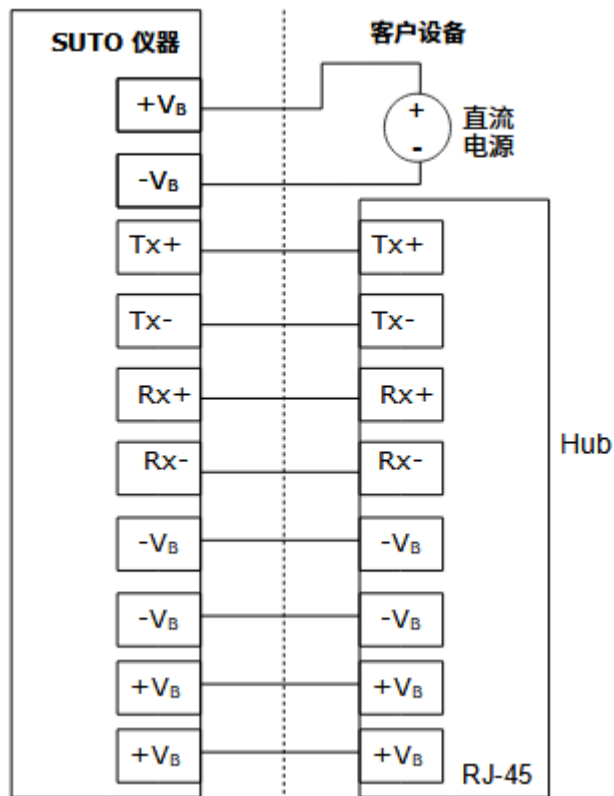 SUTO 仪器
客户设备
+VB
+
直流
电源
-
-VB
Tx+ Tx+
Tx- Tx-
Rx+ Rx+
Hub
Rx- Rx-
-VB -VB
-VB -VB
+VB +VB
+VB +VB
RJ-45